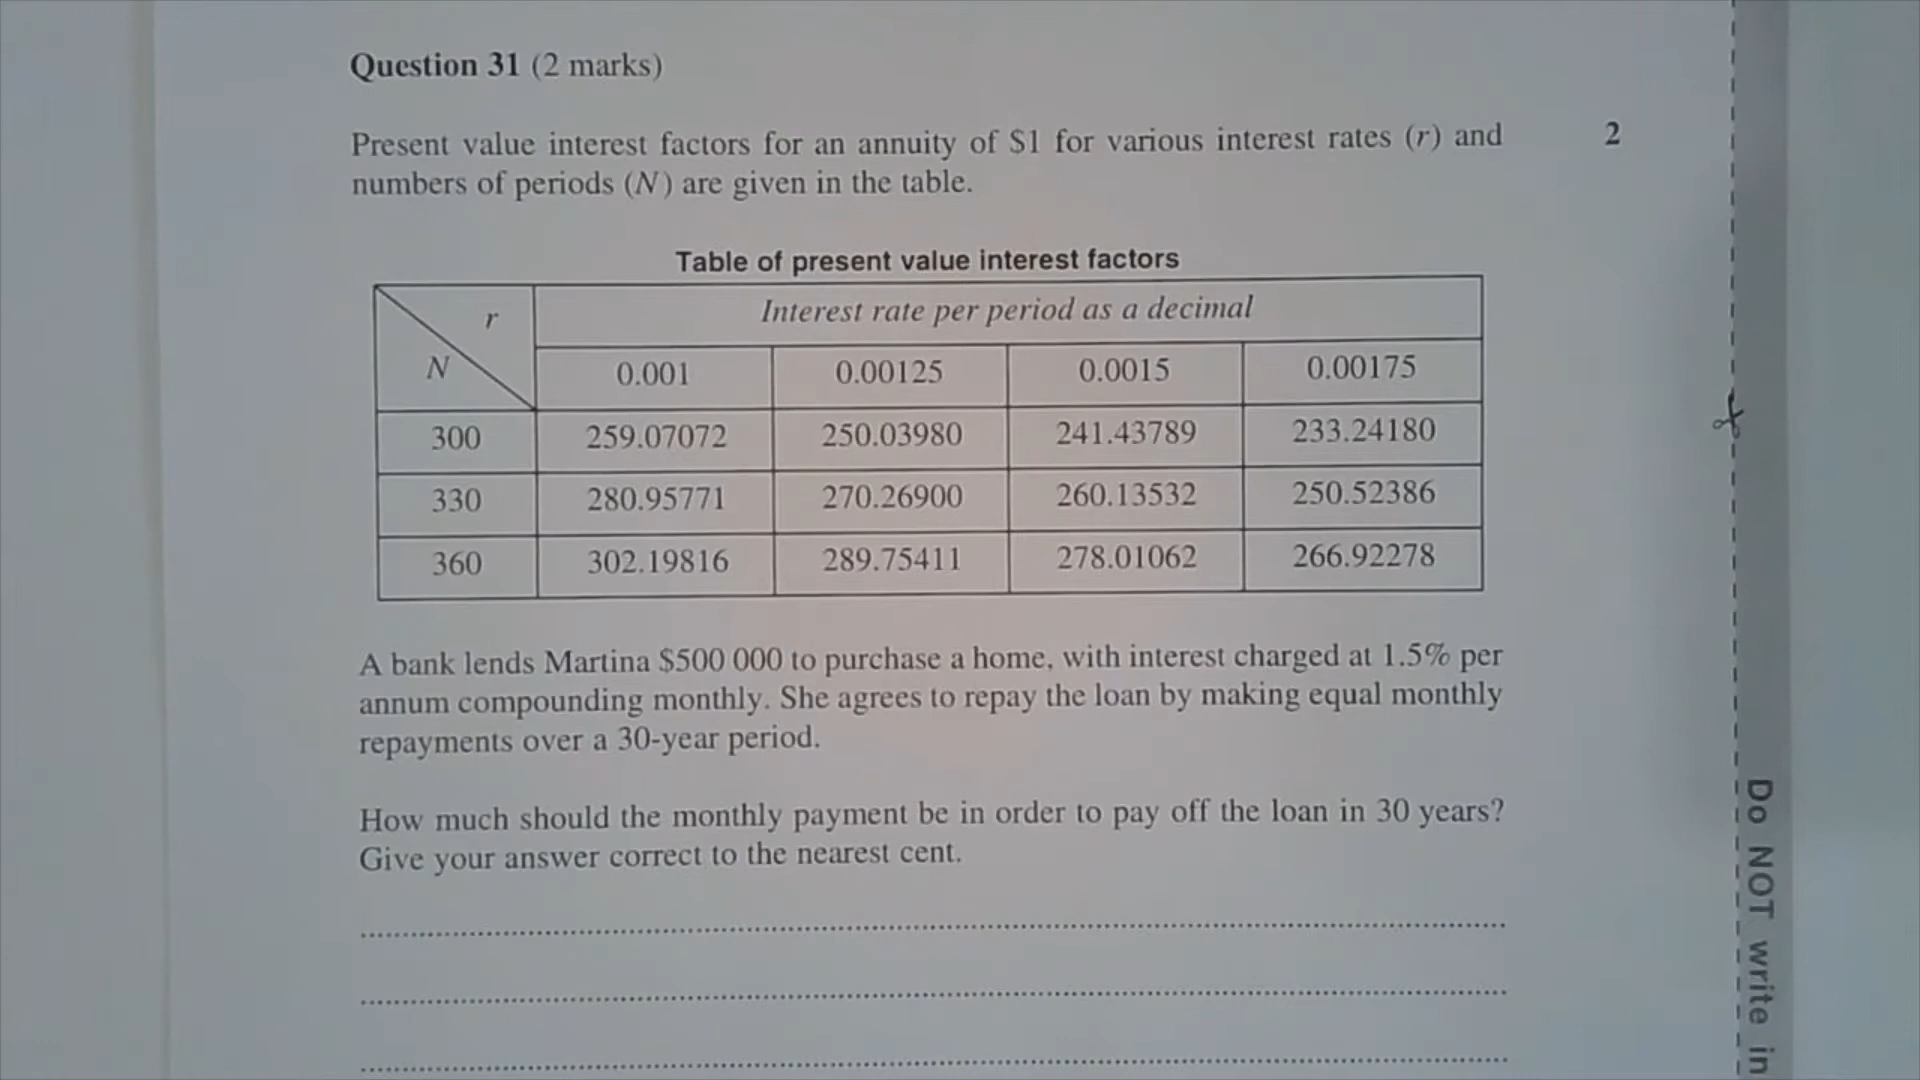 Question 31 (2 marks)
Present value interest factors for an annuity of $1 for various interest rates (r) and
2
numbers of periods (N) are given in the table.
Table of present value interest factors
r
N
Interest rate per period as a decimal
0.001 0.00125 0.0015 0.00175
300 259.07072 250.03980 241.43789 233.24180
330 280.95771 270.26900 260.13532 250.52386
360 302.19816 289.75411 278.01062 266.92278
A bank lends Martina $500 000 to purchase a home, with interest charged at 1.5% per
annum compounding monthly. She agrees to repay the loan by making equal monthly
repayments over a 30-year period.
How much should the monthly payment be in order to pay off the loan in 30 years?
Give your answer correct to the nearest cent.
Do NOT write in